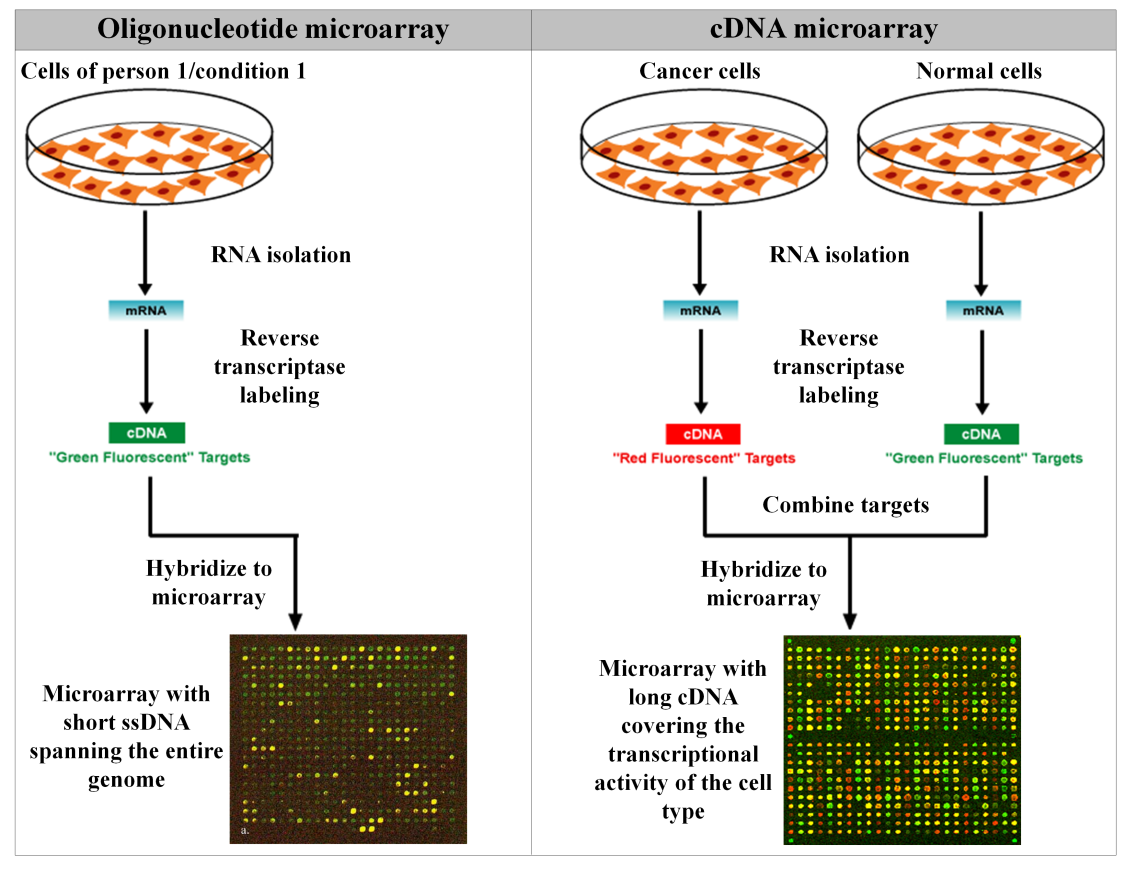 Oligonucleotide microarray
Cells of person 1/condition 1
RNA isolation
mRNA
Reverse
transcriptase
labeling
cDNA
"Green Fluorescent" Targets
Hybridize to
microarray
Microarray with
short ssDNA
spanning the entire
genome
a.
cDNA microarray
Cancer cells
Normal cells
RNA isolation
mRNA
mRNA
Reverse
transcriptase
labeling
cDNA
cDNA
"Red Fluorescent" Targets
"Green Fluorescent" Targets
Combine targets
Hybridize to
microarray
Microarray with
long cDNA
covering the
transcriptional
activity of the cell
type